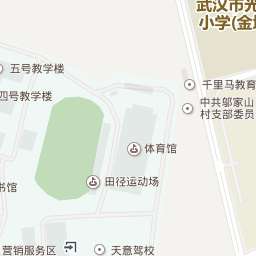 武汉市光
小学(金地
五号教学楼
四号教学楼
千里马教育
中共邬家山
村支部委员
体育馆
田径运动场
书馆
营销服务区
天意驾校